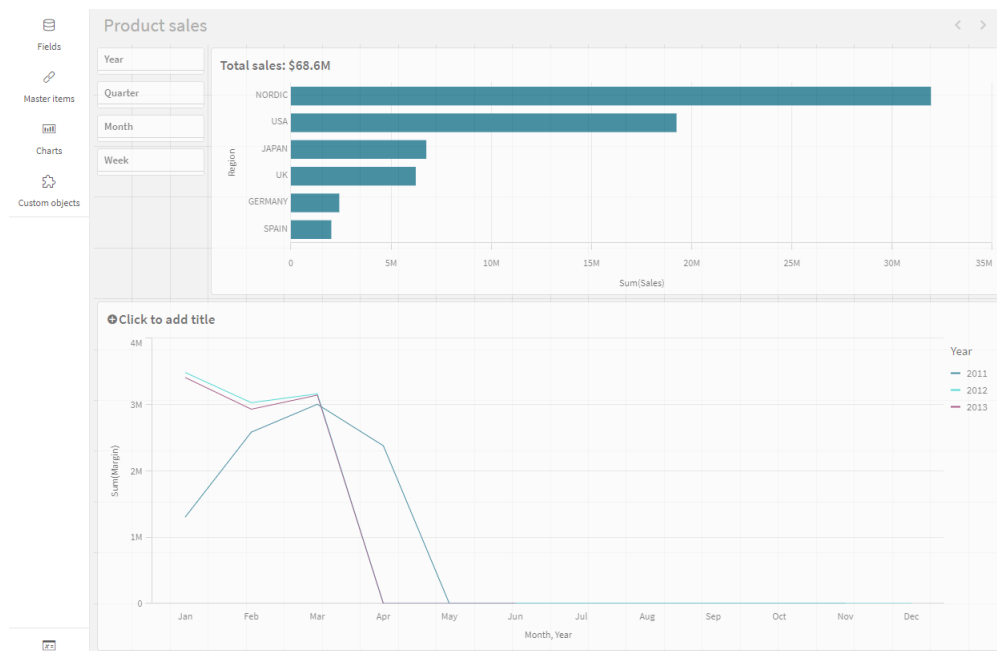 Product sales
Fields
Master items
Charts
Custom objects
Year
Quarter
Month
Week
Total sales: $68.6M
Region
NORDIC
USA
JAPAN
UK
GERMANY
SPAIN
0 5M 10M 15M 20M 25M 30M 35M
Sum(Sales)
Click to add title
Sum(Margin)
4M
3M
2M
1M
0
Jan Feb Mar Apr May Jun Jul Aug Sep Oct Nov Dec
Month, Year
Year
2011
2012
2013